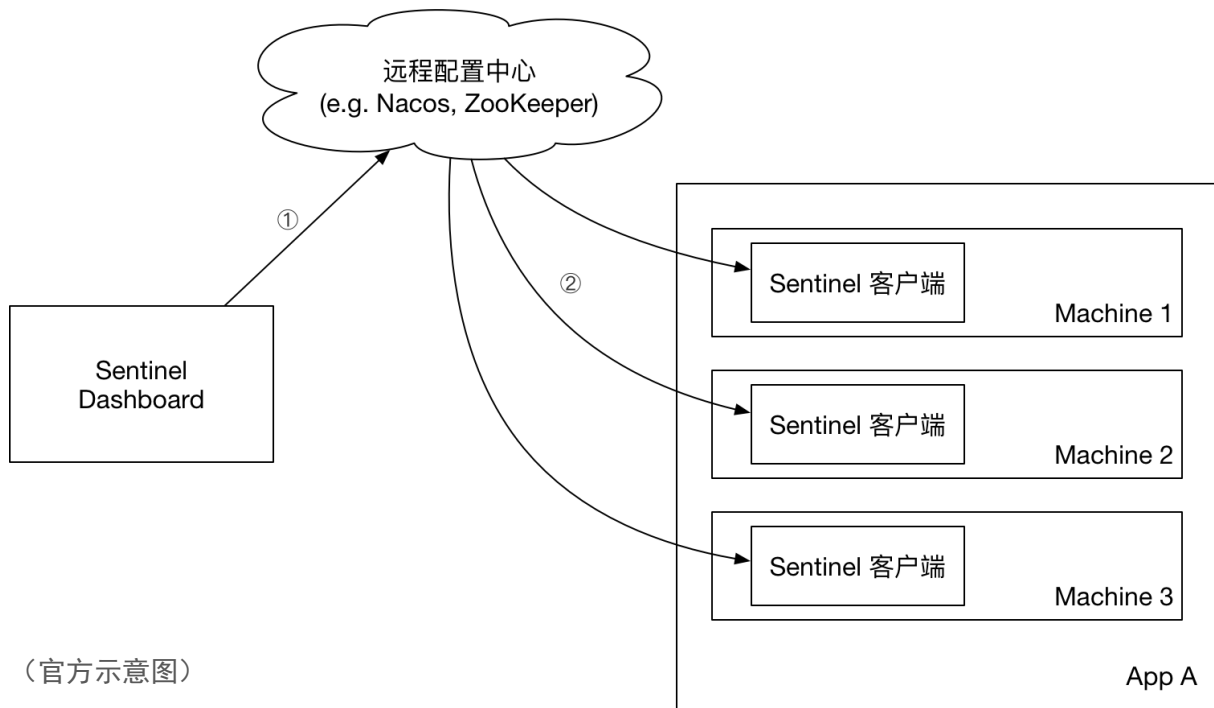 远程配置中心
(e.g. Nacos, ZooKeeper)
①
②
Sentinel
Dashboard
Sentinel 客户端
Machine 1
Sentinel 客户端
Machine 2
Sentinel 客户端
Machine 3
App A
（官方示意图）